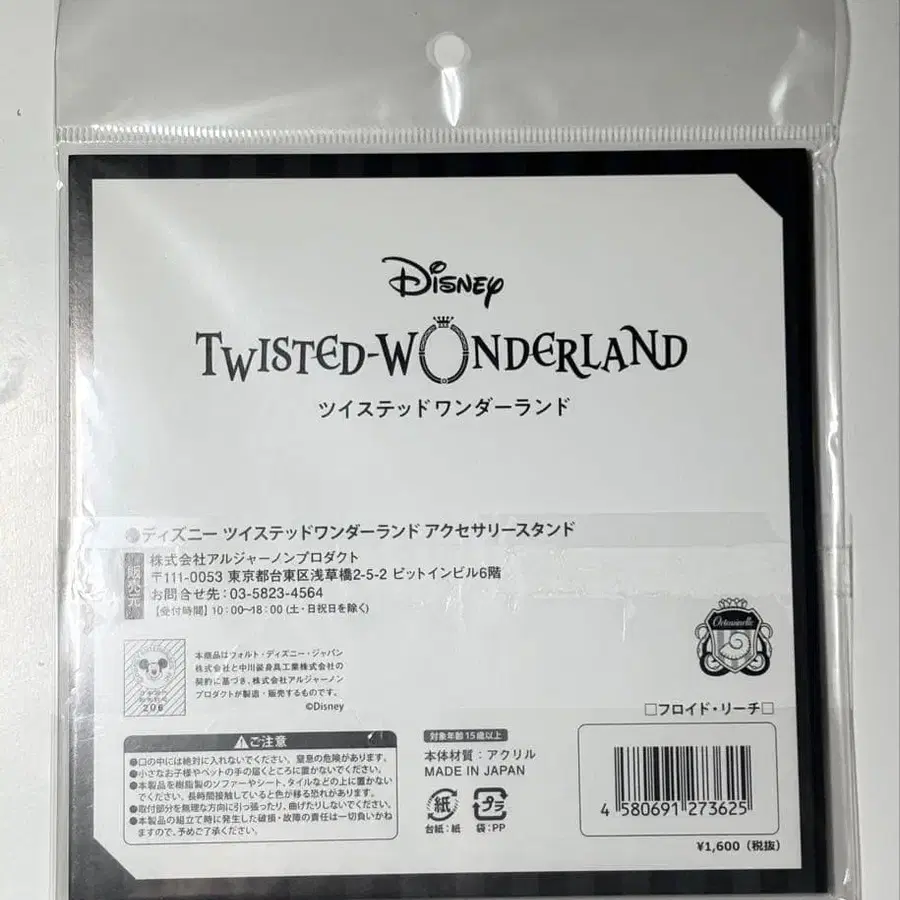 Disney
TWISTED-WONDERLAND
ツイステッドワンダーランド
●ディズニー ツイステッドワンダーランド アクセサリースタンド
販売元
株式会社アルジャーノンプロダクト
〒111-0053 東京都台東区浅草橋2-5-2 ビットインビル6階
お問合せ先：03-5823-4564
【受付時間】10：00～18：00（土・日祝日を除く）
Octavinelle
206
本商品はフォルト・ディズニー・ジャパン
株式会社と中川装身具工業株式会社の
契約に基づき、株式会社アルジャーノン
プロダクトが製造・販売するものです。
©Disney
□フロイド・リーチ□
ご注意
●口の中には絶対に入れないでください。窒息の危険があります。
●小さなお子様やペットの手の届くところに置かないでください。
●本製品を樹脂製のソファーやシート、タイルなどの上に置かない
でください。長時間接触していると色が移る恐れがあります。
●取付部分を無理な方向に引っ張ったり、曲げたりしないでください。
●本製品の組立て時に発生した破損・故障の責任は一切負いかね
ますので、予めご了承ください。
対象年齢15歳以上
本体材質：アクリル
MADE IN JAPAN
紙
プラ
台紙：紙
袋：PP
4 580691 273625
¥1,600（税抜）